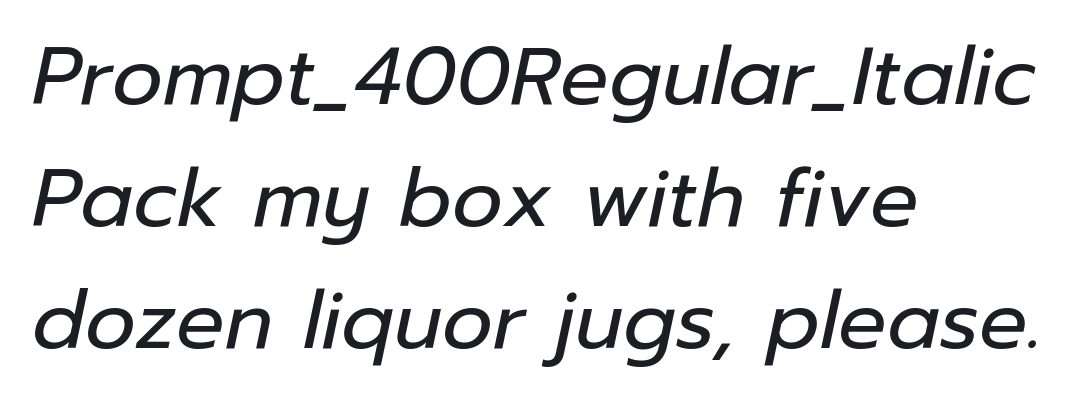 Prompt_400Regular_Italic
Pack my box with five
dozen liquor jugs, please.